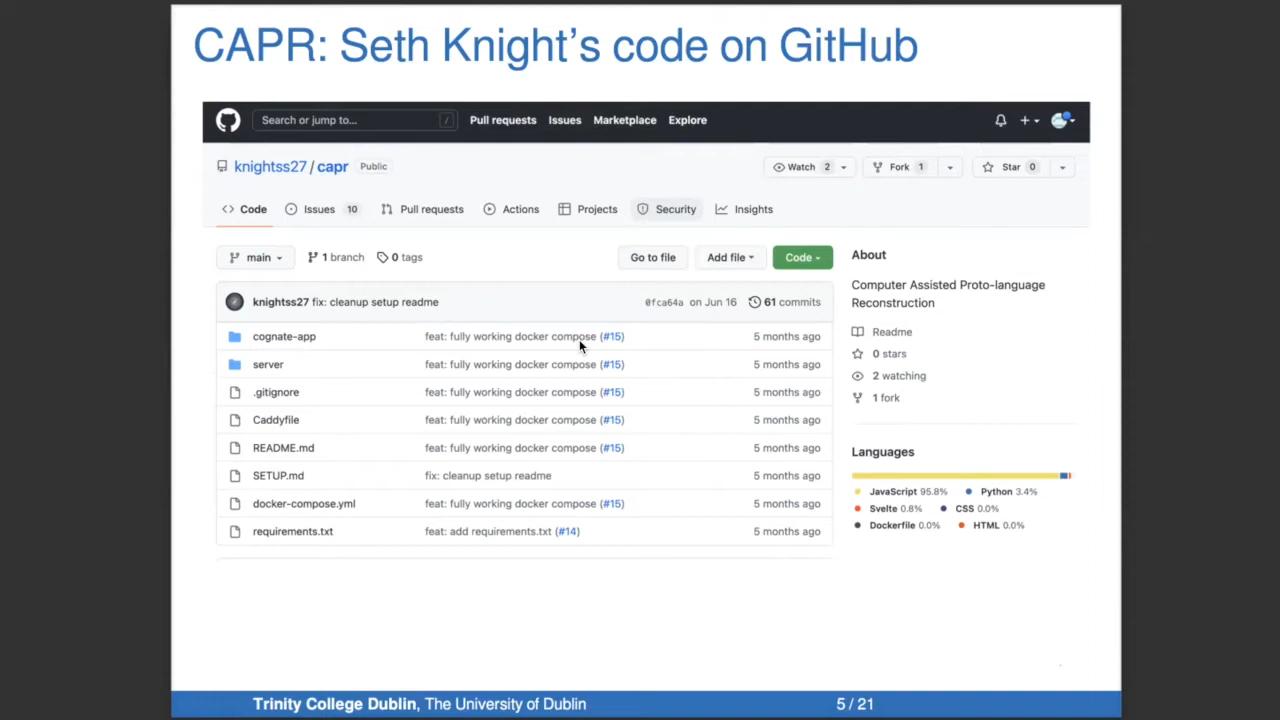 CAPR: Seth Knight's code on GitHub
Search or jump to... /
Pull requests Issues Marketplace Explore
knightss27 / capr Public
Watch 2 Fork 1 Star 0
Code Issues 10 Pull requests Actions Projects Security Insights
main 1 branch 0 tags Go to file Add file Code
knightss27 fix: cleanup setup readme 0fca64a on Jun 16 61 commits
cognate-app feat: fully working docker compose (#15) 5 months ago
server feat: fully working docker compose (#15) 5 months ago
.gitignore feat: fully working docker compose (#15) 5 months ago
Caddyfile feat: fully working docker compose (#15) 5 months ago
README.md feat: fully working docker compose (#15) 5 months ago
SETUP.md fix: cleanup setup readme 5 months ago
docker-compose.yml feat: fully working docker compose (#15) 5 months ago
requirements.txt feat: add requirements.txt (#14) 5 months ago
About
Computer Assisted Proto-language
Reconstruction
Readme
0 stars
2 watching
1 fork
Languages
JavaScript 95.8% Python 3.4%
Svelte 0.8% CSS 0.0%
Dockerfile 0.0% HTML 0.0%
Trinity College Dublin, The University of Dublin 5 / 21